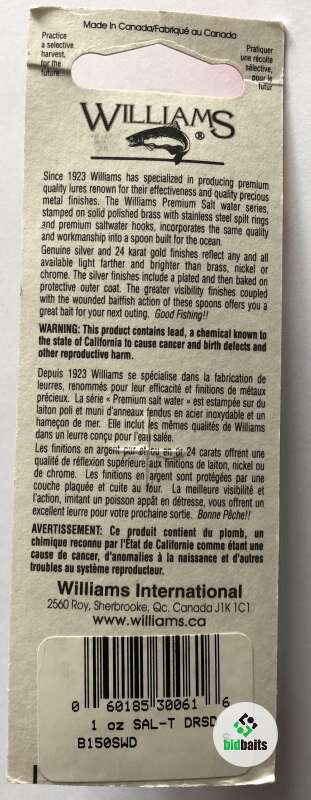 Made In Canada/Fabriqué au Canada
Practice
a selective
harvest,
for the
future
Pratiquer
une récolte
sélective,
pour le
futur
WILLIAMS
®
Since 1923 Williams has specialized in producing premium
quality lures renown for their effectiveness and quality precious
metal finishes. The Williams Premium Salt water series,
stamped on solid polished brass with stainless steel spilt rings
and premium saltwater hooks, incorporates the same quality
and workmanship into a spoon built for the ocean.
Genuine silver and 24 karat gold finishes reflect any and all
available light farther and brighter than brass, nickel or
chrome. The silver finishes include a plated and then baked on
protective outer coat. The greater visibility finishes coupled
with the wounded baitfish action of these spoons offers you a
great bait for your next outing. Good Fishing!!
WARNING: This product contains lead, a chemical known to
the state of California to cause cancer and birth defects and
other reproductive harm.
Depuis 1923 Williams se spécialise dans la fabrication de
leurres, renommés pour leur efficacité et finitions de métaux
précieux. La série « Premium salt water » est estampée sur du
laiton poli et muni d'anneaux tendus en acier inoxydable et un
hameçon de mer. Elle inclut les mêmes qualités de Williams
dans un leurre conçu pour l'eau salée.
Les finitions en argent pur et ou en or 24 carats offrent une
qualité de réflexion supérieure aux finitions de laiton, nickel ou
de chrome. Les finitions en argent sont protégées par une
couche plaquée et cuite au four. La meilleure visibilité et
l'action, imitant un poisson appât en détresse, vous offrent un
excellent leurre pour votre prochaine sortie. Bonne Pêche!!
AVERTISSEMENT: Ce produit contient du plomb, un
chimique reconnu par l'État de Californie comme étant une
cause de cancer, d'anomalies à la naissance et d'autres
troubles au système reproducteur.
Williams International
2560 Roy, Sherbrooke, Qc. Canada J1K 1C1
www.williams.ca
0 60185 30061 6
1 oz SAL-T DRSD
B150SWD
bidbaits